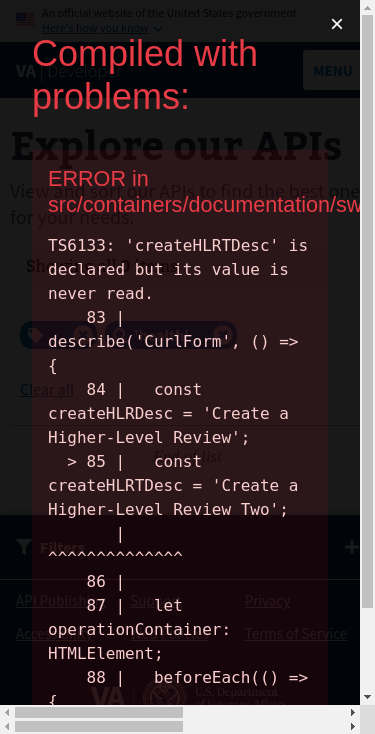 An official website of the United States government
Here's how you know
×
Compiled with
problems:
VA | Developer
MENU
Explore our APIs
View and sort our APIs to find the best one
for your needs.
ERROR in
src/containers/documentation/sw
TS6133: 'createHLRTDesc' is
declared but its value is
never read.
83 |
describe('CurlForm', () =>
{
84 |   const
createHLRDesc = 'Create a
Higher-Level Review';
> 85 |   const
createHLRTDesc = 'Create a
Higher-Level Review Two';
|
^^^^^^^^^^^^^^
86 |
87 |   let
operationContainer:
HTMLElement;
88 |   beforeEach(() =>
{
Clear all
End of list
Filters
+
API Publishing
Support
Privacy
Terms of Service
VA
U.S. Department